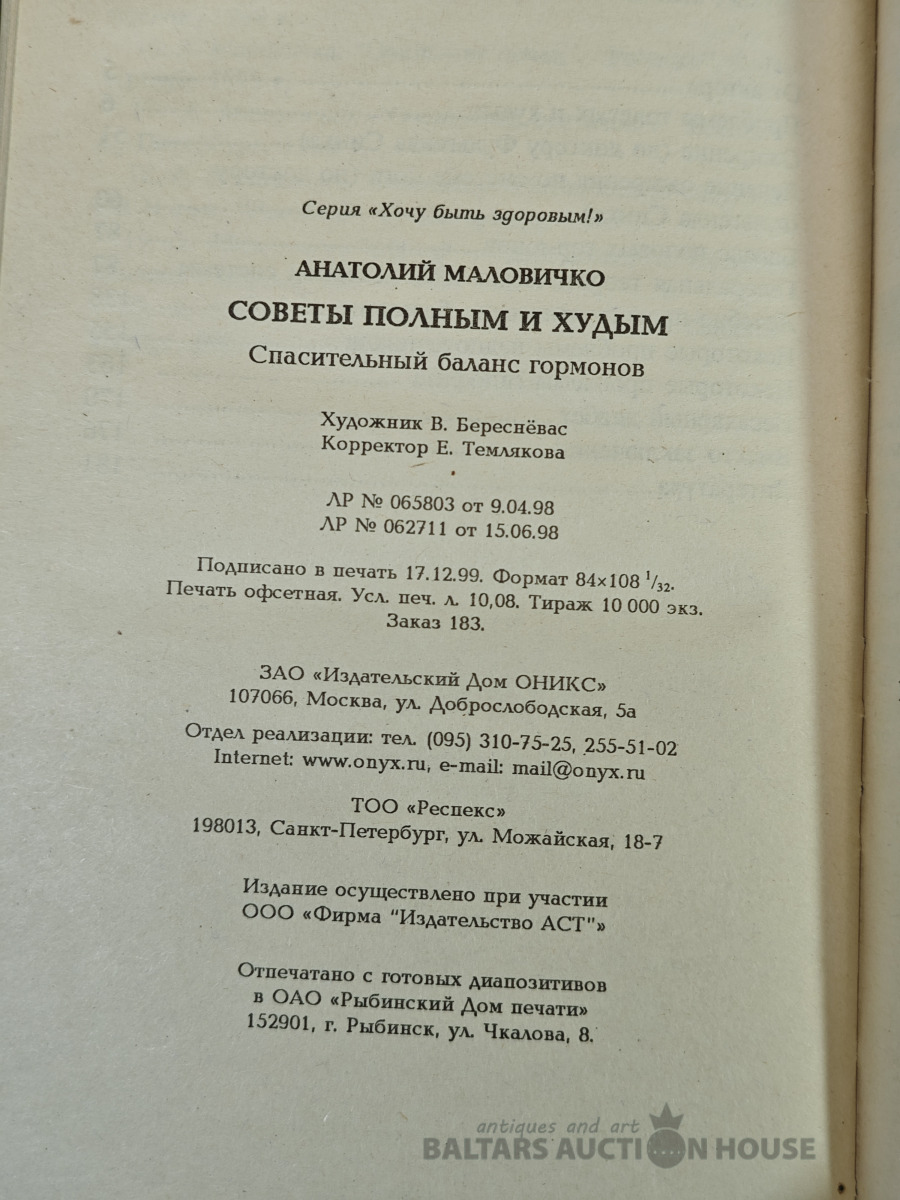 Серия «Хочу быть здоровым!»
АНАТОЛИЙ МАЛОВИЧКО
СОВЕТЫ ПОЛНЫМ И ХУДЫМ
Спасительный баланс гормонов
Художник В. Береснёвас
Корректор Е. Темлякова
ЛР № 065803 от 9.04.98
ЛР № 062711 от 15.06.98
Подписано в печать 17.12.99. Формат 84×108 1/32.
Печать офсетная. Усл. печ. л. 10,08. Тираж 10 000 экз.
Заказ 183.
ЗАО «Издательский Дом ОНИКС»
107066, Москва, ул. Доброслободская, 5а
Отдел реализации: тел. (095) 310-75-25, 255-51-02
Internet: www.onyx.ru, e-mail: mail@onyx.ru
ТОО «Респекс»
198013, Санкт-Петербург, ул. Можайская, 18-7
Издание осуществлено при участии
ООО «Фирма "Издательство АСТ"»
Отпечатано с готовых диапозитивов
в ОАО «Рыбинский Дом печати»
152901, г. Рыбинск, ул. Чкалова, 8.
antiques and art
BALTARS AUCTION HOUSE